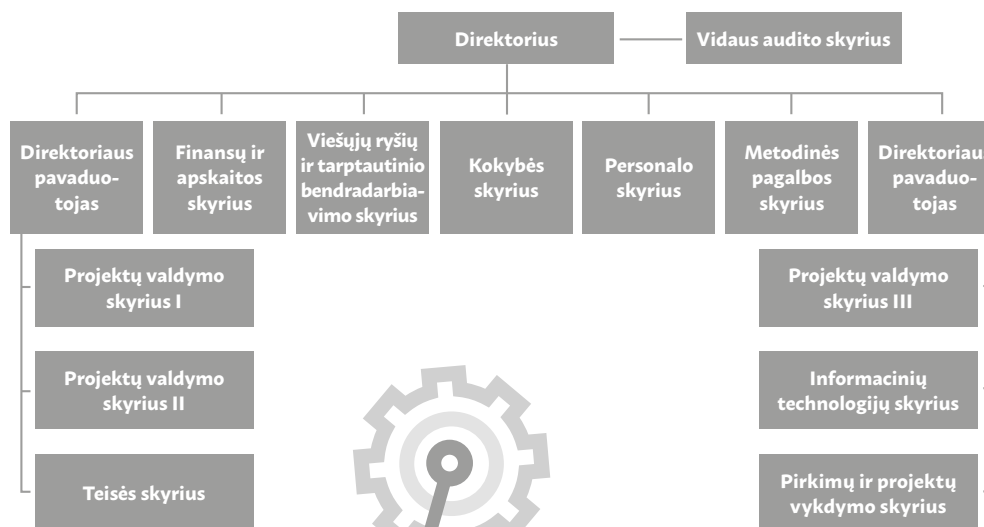 Direktorius
Vidaus audito skyrius
Direktoriaus
pavaduo-
tojas
Finansų ir
apskaitos
skyrius
Viešųjų ryšių
ir tarptautinio
bendradarbia-
vimo skyrius
Kokybės
skyrius
Personalo
skyrius
Metodinės
pagalbos
skyrius
Direktoriaus
pavaduo-
tojas
Projektų valdymo
skyrius I
Projektų valdymo
skyrius II
Teisės skyrius
Projektų valdymo
skyrius III
Informacinių
technologijų skyrius
Pirkimų ir projektų
vykdymo skyrius